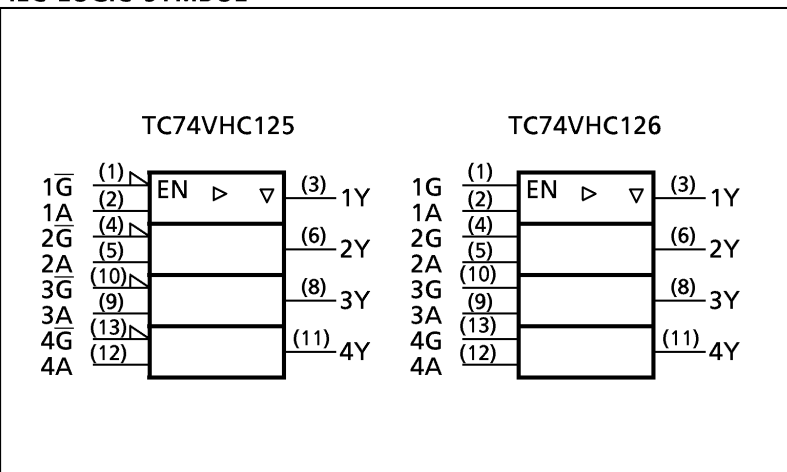 IEC LOGIC SYMBOL
TC74VHC125
1G̅ (1) EN ▷ ▽ (3) 1Y
1A (2)
2G̅ (4) (6) 2Y
2A (5)
3G̅ (10) (8) 3Y
3A (9)
4G̅ (13) (11) 4Y
4A (12)
TC74VHC126
1G (1) EN ▷ ▽ (3) 1Y
1A (2)
2G (4) (6) 2Y
2A (5)
3G (10) (8) 3Y
3A (9)
4G (13) (11) 4Y
4A (12)